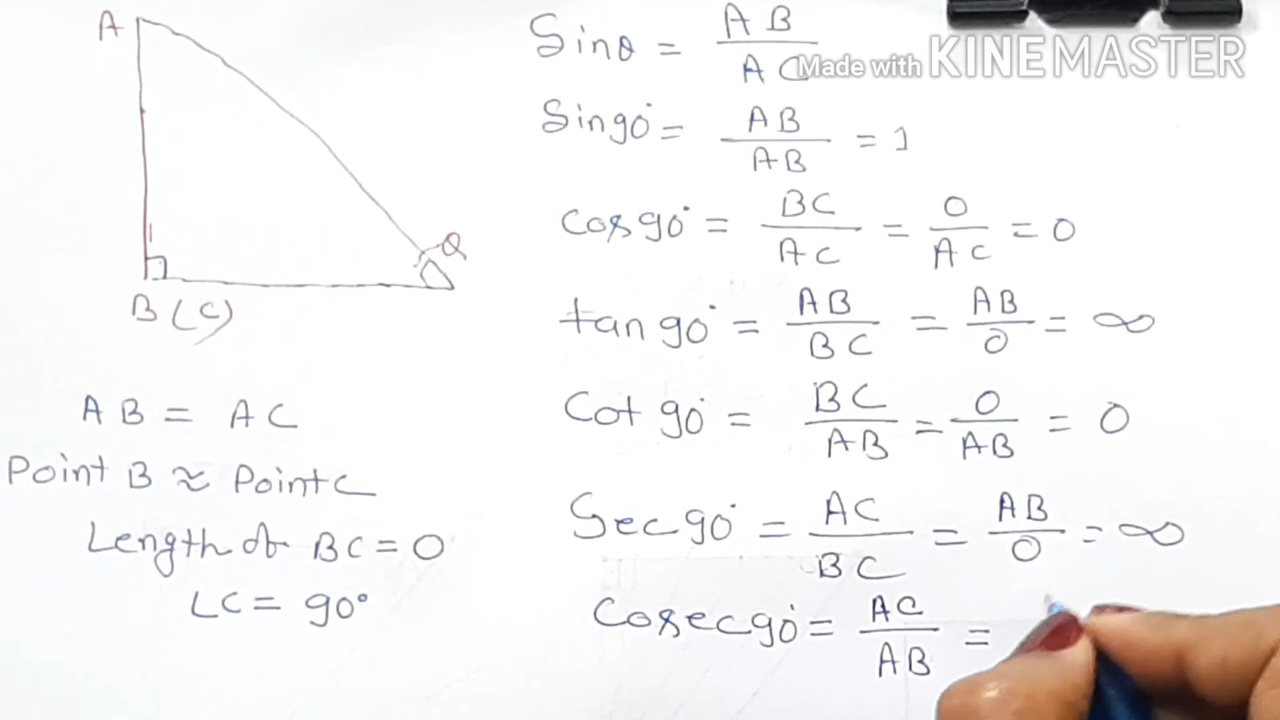 A
Q
B (C)
AB = AC
Point B ≈ Point C
Length of BC = 0
∠C = 90°
Made with KINEMASTER
Sinθ = AB/AC
Sin90° = AB/AB = 1
Cos90° = BC/AC = 0/AC = 0
tan90° = AB/BC = AB/0 = ∞
Cot90° = BC/AB = 0/AB = 0
Sec90° = AC/BC = AB/0 = ∞
Cosec90° = AC/AB =